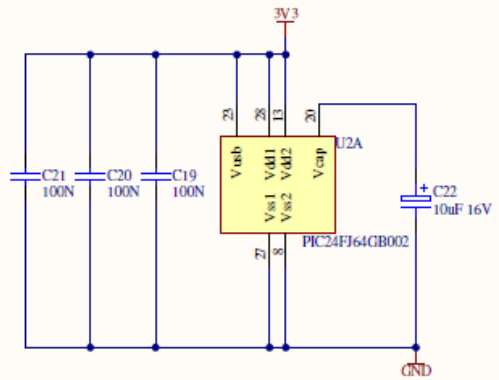 3V3
23
28
13
20
U2A
Vusb
Vdd1
Vdd2
Vcap
Vss1
Vss2
C21
100N
C20
100N
C19
100N
+
C22
10uF 16V
PIC24FJ64GB002
27
8
GND